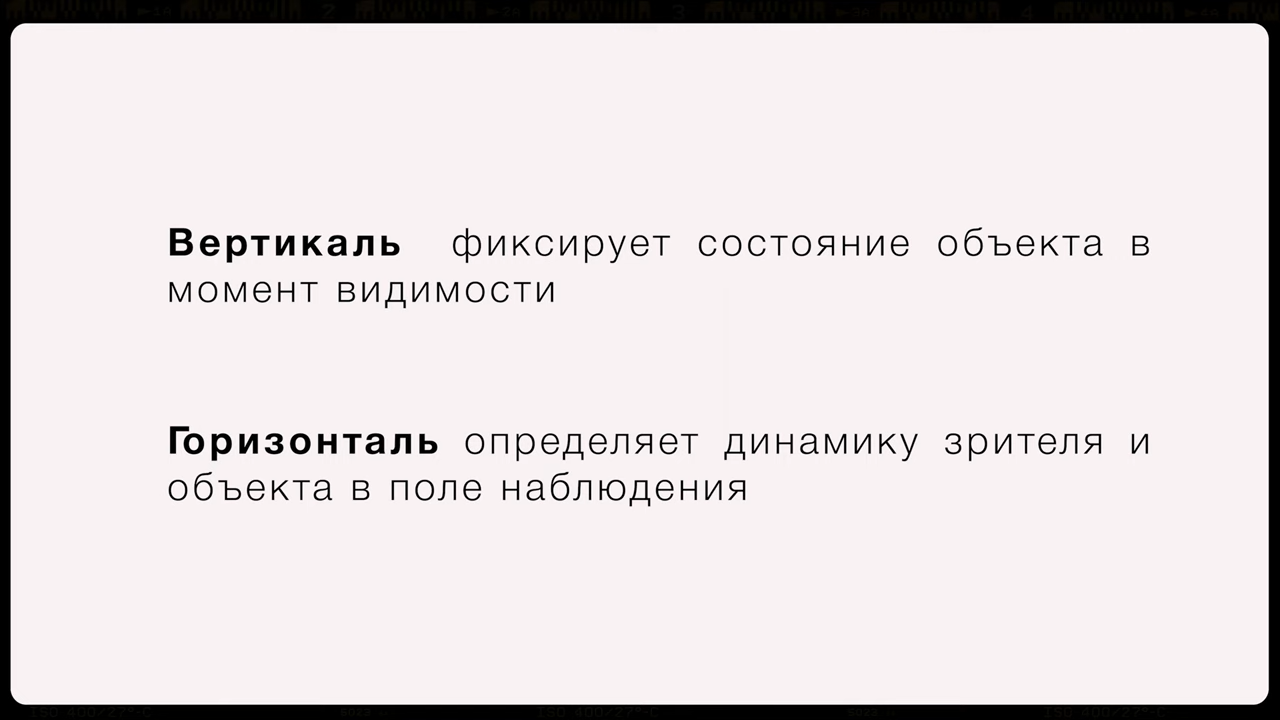 Вертикаль фиксирует состояние объекта в
момент видимости
Горизонталь определяет динамику зрителя и
объекта в поле наблюдения